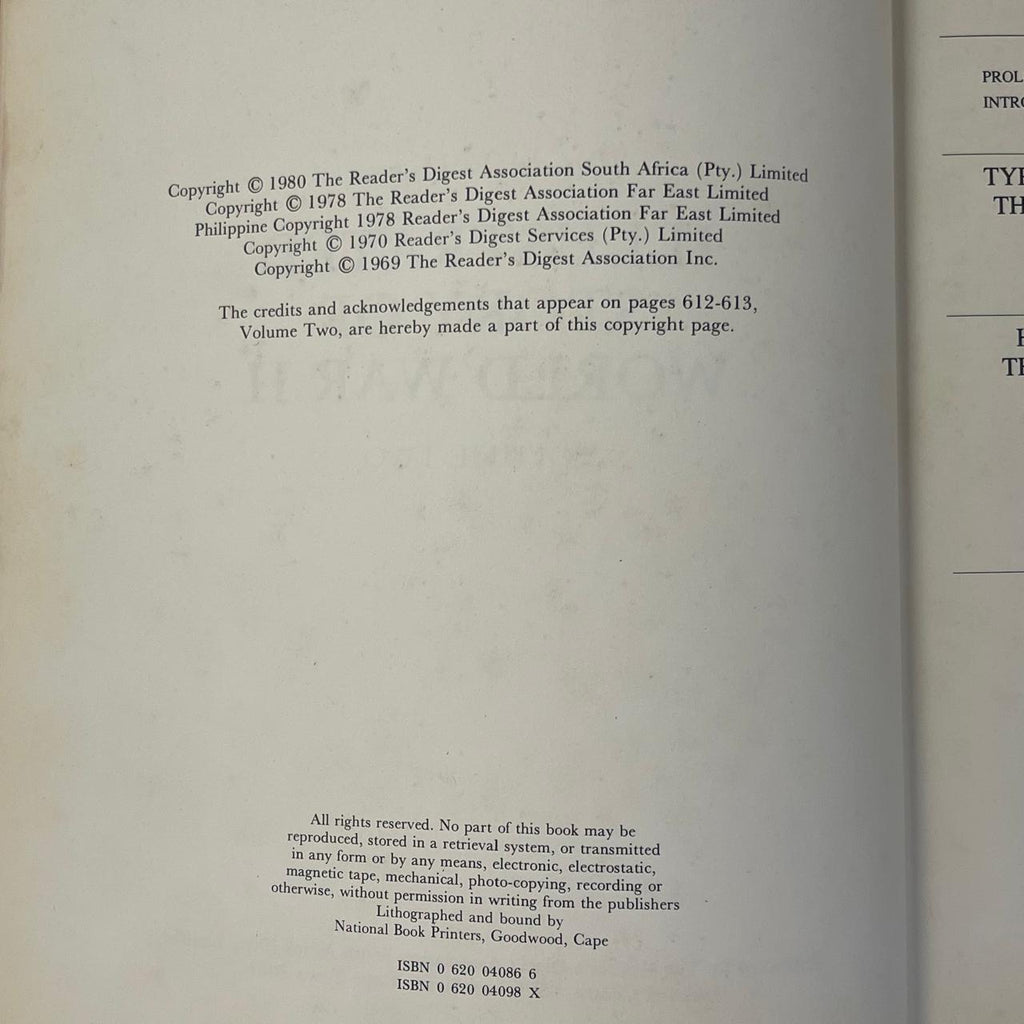 Copyright © 1980 The Reader's Digest Association South Africa (Pty.) Limited
Copyright © 1978 The Reader's Digest Association Far East Limited
Philippine Copyright 1978 Reader's Digest Association Far East Limited
Copyright © 1970 Reader's Digest Services (Pty.) Limited
Copyright © 1969 The Reader's Digest Association Inc.
The credits and acknowledgements that appear on pages 612-613,
Volume Two, are hereby made a part of this copyright page.
WORLD WAR II
All rights reserved. No part of this book may be
reproduced, stored in a retrieval system, or transmitted
in any form or by any means, electronic, electrostatic,
magnetic tape, mechanical, photo-copying, recording or
otherwise, without permission in writing from the publishers
Lithographed and bound by
National Book Printers, Goodwood, Cape
ISBN 0 620 04086 6
ISBN 0 620 04098 X
PROL
INTRO
TYP
TH
TH